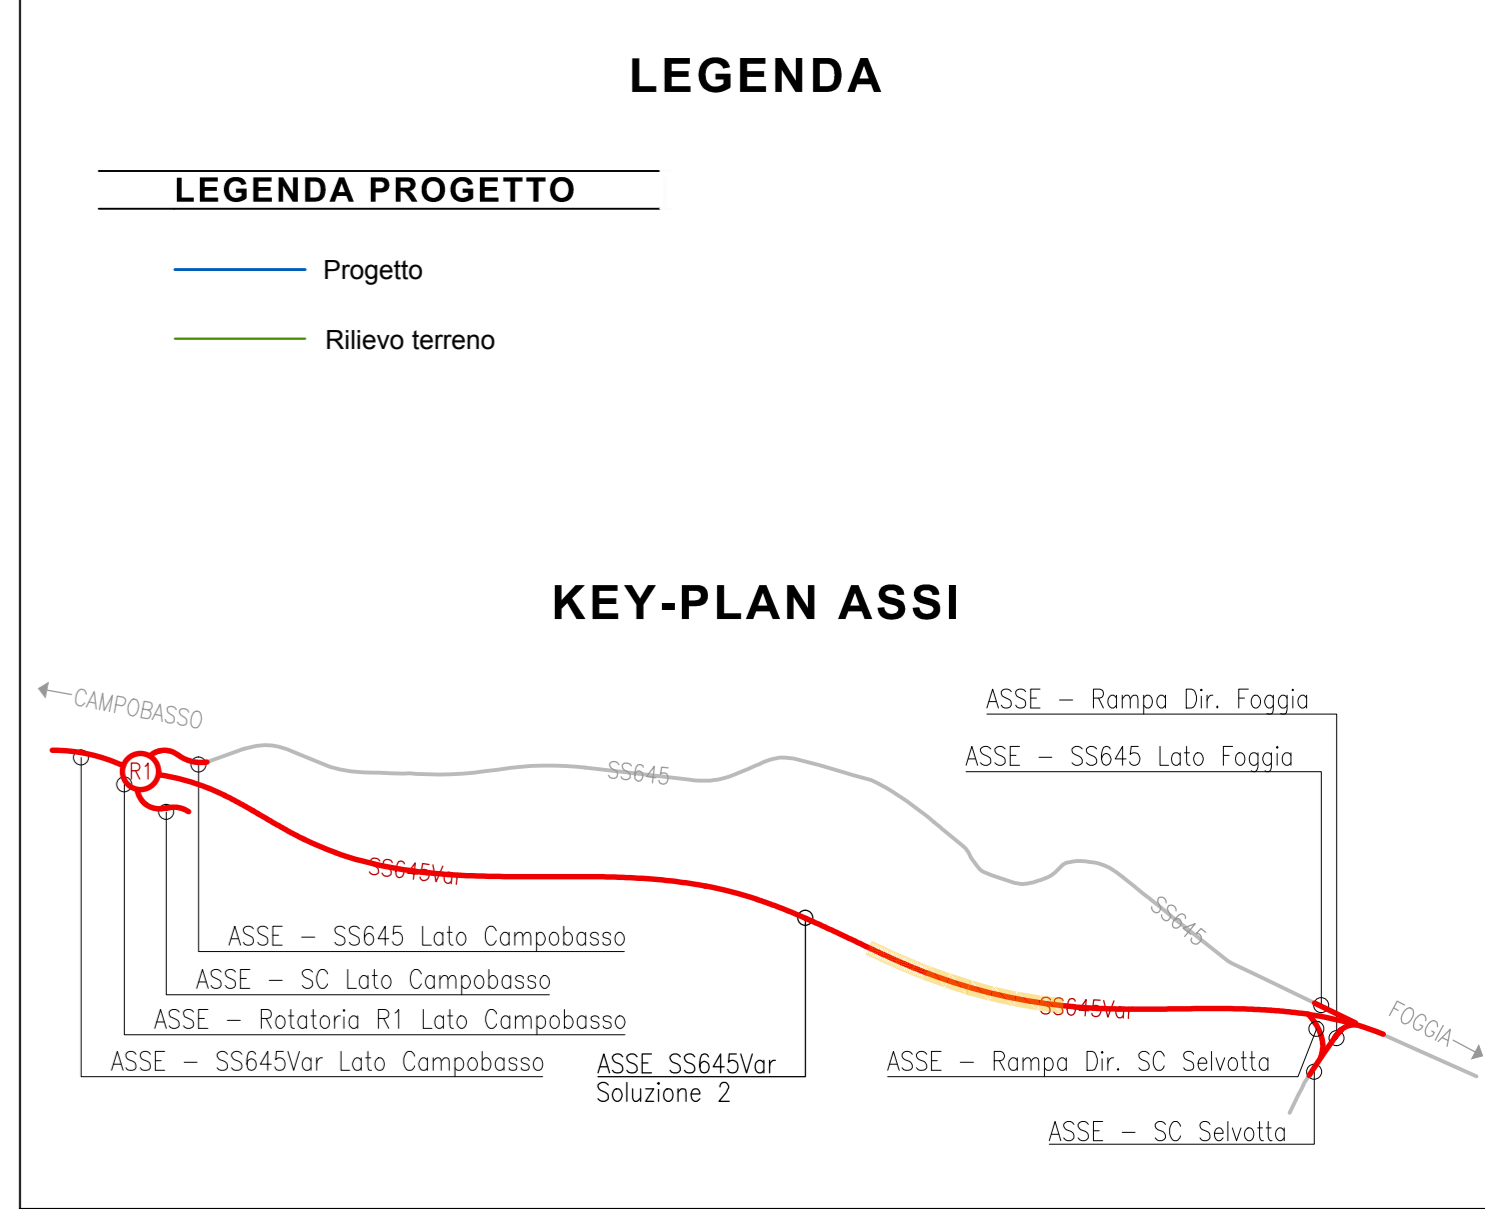 LEGENDA
LEGENDA PROGETTO
Progetto
Rilievo terreno
KEY-PLAN ASSI
CAMPOBASSO
ASSE - Rampa Dir. Foggia
ASSE - SS645 Lato Foggia
R1
SS645
SS645Var
SS645
ASSE - SS645 Lato Campobasso
ASSE - SC Lato Campobasso
ASSE - Rotatoria R1 Lato Campobasso
ASSE - SS645Var Lato Campobasso
ASSE SS645Var
Soluzione 2
SS645Var
FOGGIA
ASSE - Rampa Dir. SC Selvotta
ASSE - SC Selvotta